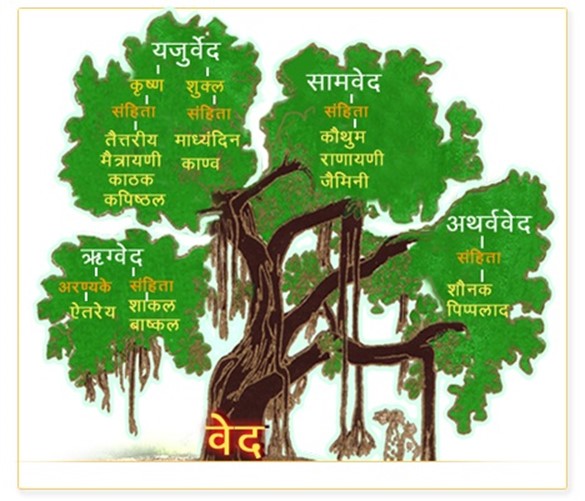 यजुर्वेद
कृष्ण शुक्ल
संहिता संहिता
तैत्तरीय माध्यंदिन
मैत्रायणी काण्व
काठक
कपिष्ठल
सामवेद
संहिता
कौथुम
राणायणी
जैमिनी
अथर्ववेद
संहिता
शौनक
पिप्पलाद
ऋग्वेद
अरण्यके संहिता
ऐतरेय शाकल
बाष्कल
वेद